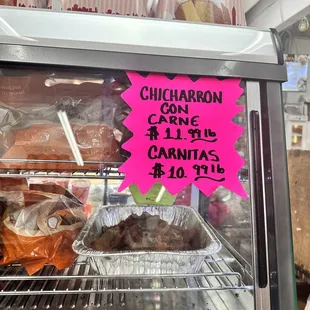 CHICHARRON
CON
CARNE
$11.99lb
CARNITAS
$10.99lb